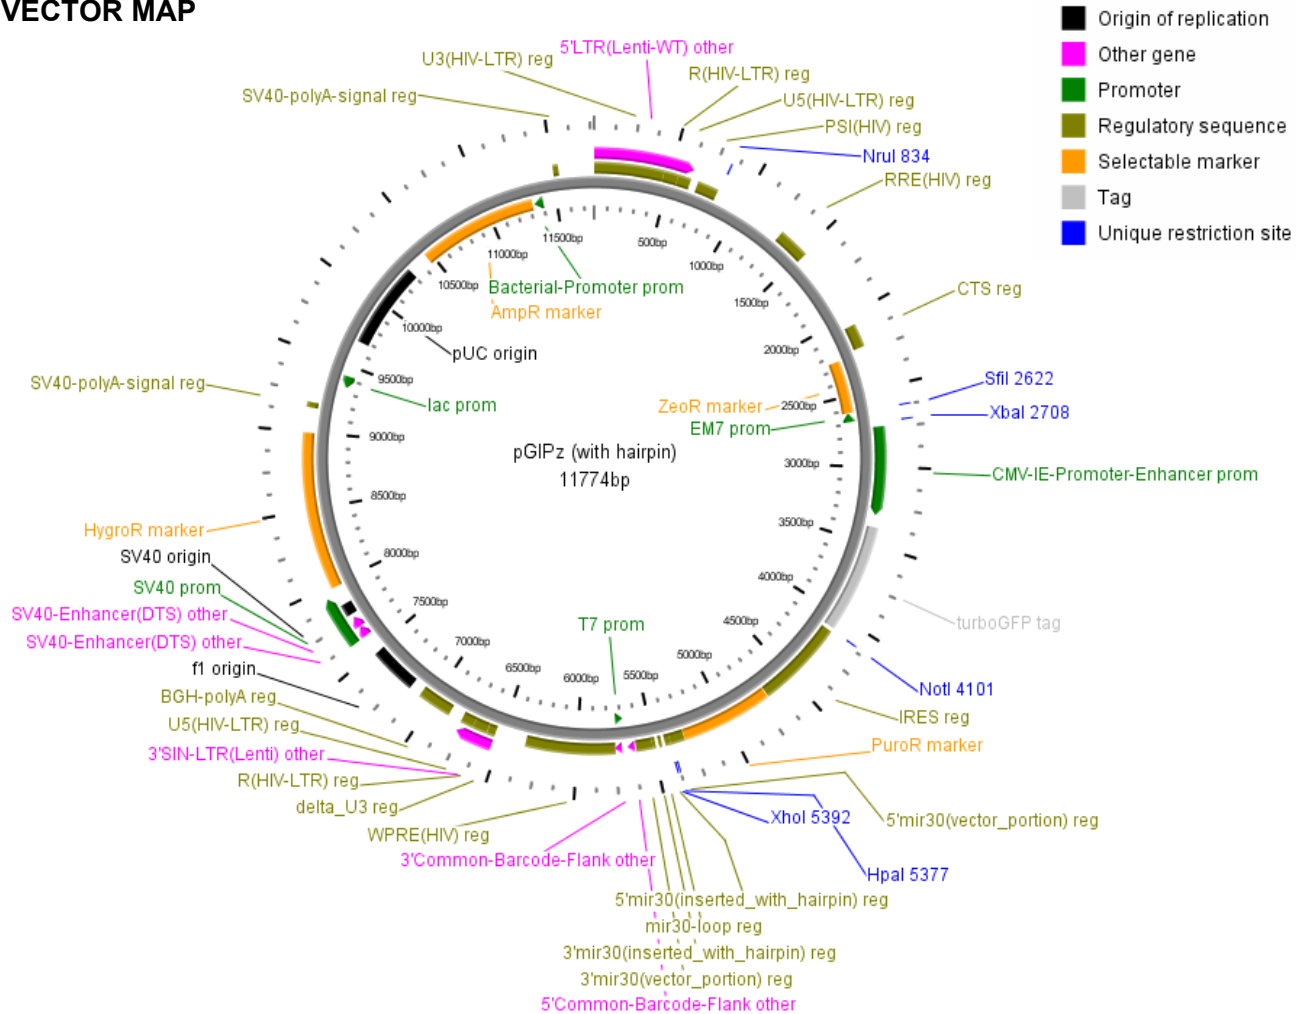 VECTOR MAP
Origin of replication
Other gene
Promoter
Regulatory sequence
Selectable marker
Tag
Unique restriction site
5'LTR(Lenti-WT) other
U3(HIV-LTR) reg
R(HIV-LTR) reg
SV40-polyA-signal reg
U5(HIV-LTR) reg
PSI(HIV) reg
NruI 834
RRE(HIV) reg
CTS reg
SfiI 2622
XbaI 2708
CMV-IE-Promoter-Enhancer prom
turboGFP tag
NotI 4101
IRES reg
PuroR marker
5'mir30(vector_portion) reg
XhoI 5392
HpaI 5377
5'mir30(inserted_with_hairpin) reg
mir30-loop reg
3'mir30(inserted_with_hairpin) reg
3'mir30(vector_portion) reg
5'Common-Barcode-Flank other
3'Common-Barcode-Flank other
WPRE(HIV) reg
delta_U3 reg
R(HIV-LTR) reg
3'SIN-LTR(Lenti) other
U5(HIV-LTR) reg
BGH-polyA reg
f1 origin
SV40-Enhancer(DTS) other
SV40-Enhancer(DTS) other
SV40 prom
SV40 origin
HygroR marker
SV40-polyA-signal reg
lac prom
pUC origin
AmpR marker
Bacterial-Promoter prom
ZeoR marker
EM7 prom
T7 prom
pGIPz (with hairpin)
11774bp
500bp
1000bp
1500bp
2000bp
2500bp
3000bp
3500bp
4000bp
4500bp
5000bp
5500bp
6000bp
6500bp
7000bp
7500bp
8000bp
8500bp
9000bp
9500bp
10000bp
10500bp
11000bp
11500bp